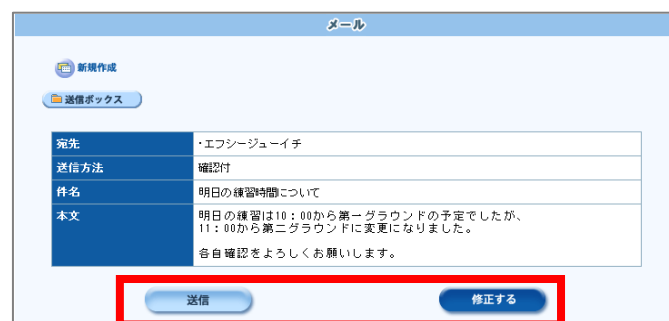 メール
新規作成
送信ボックス
宛先 ・エフシージューイチ
送信方法 確認付
件名 明日の練習時間について
本文 明日の練習は10：00から第一グラウンドの予定でしたが、
11：00から第二グラウンドに変更になりました。
各自確認をよろしくお願いします。
送信 修正する